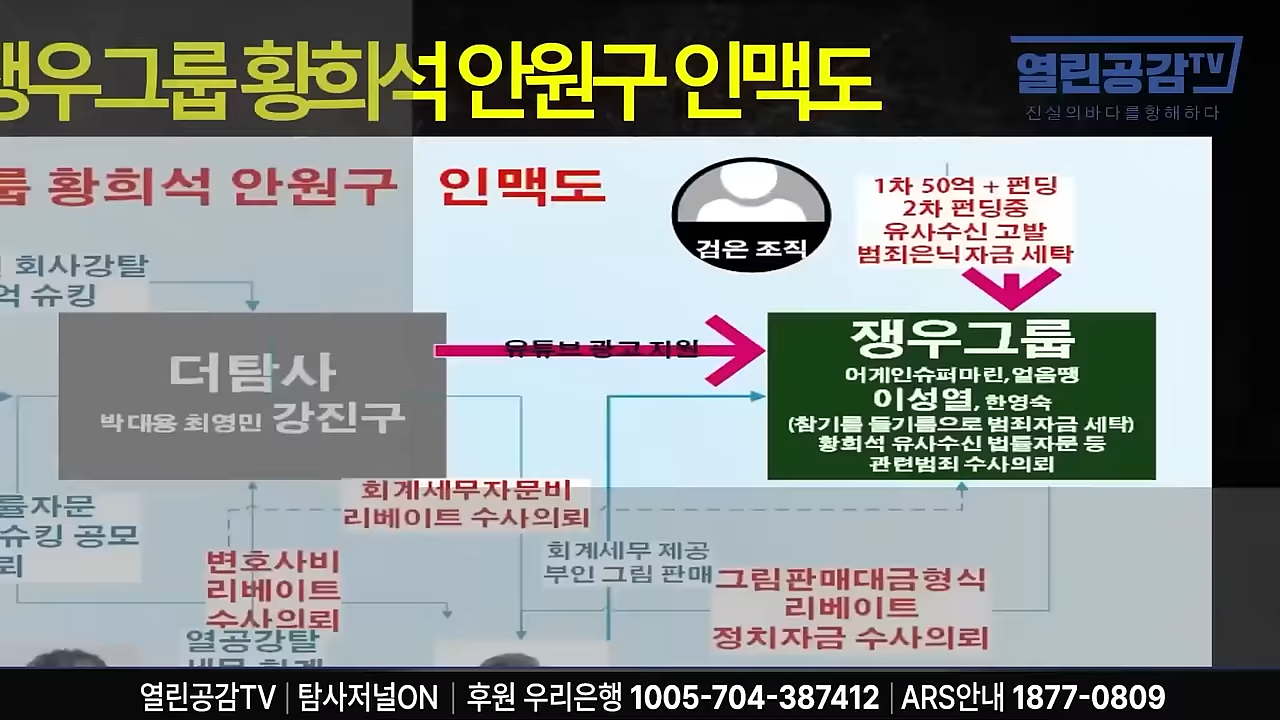 쟁우그룹 황희석 안원구 인맥도
열린공감TV
진실의바다를항해하다
룹 황희석 안원구 인맥도
검은 조직
1차 50억 + 펀딩
2차 펀딩중
유사수신 고발
범죄은닉자금 세탁
회사강탈
억 슈킹
더탐사
박대용 최영민 강진구
유튜브 광고 지원
쟁우그룹
어게인슈퍼마린,얼음땡
이성열, 한영숙
(참기름 들기름으로 범죄자금 세탁)
황희석 유사수신 법률자문 등
관련범죄 수사의뢰
회계세무자문비
리베이트 수사의뢰
률자문
슈킹 공모
뢰
변호사비
리베이트
수사의뢰
회계세무 제공
부인 그림 판매
그림판매대금형식
리베이트
정치자금 수사의뢰
열공강탈
열린공감TV | 탐사저널ON | 후원 우리은행 1005-704-387412 | ARS안내 1877-0809